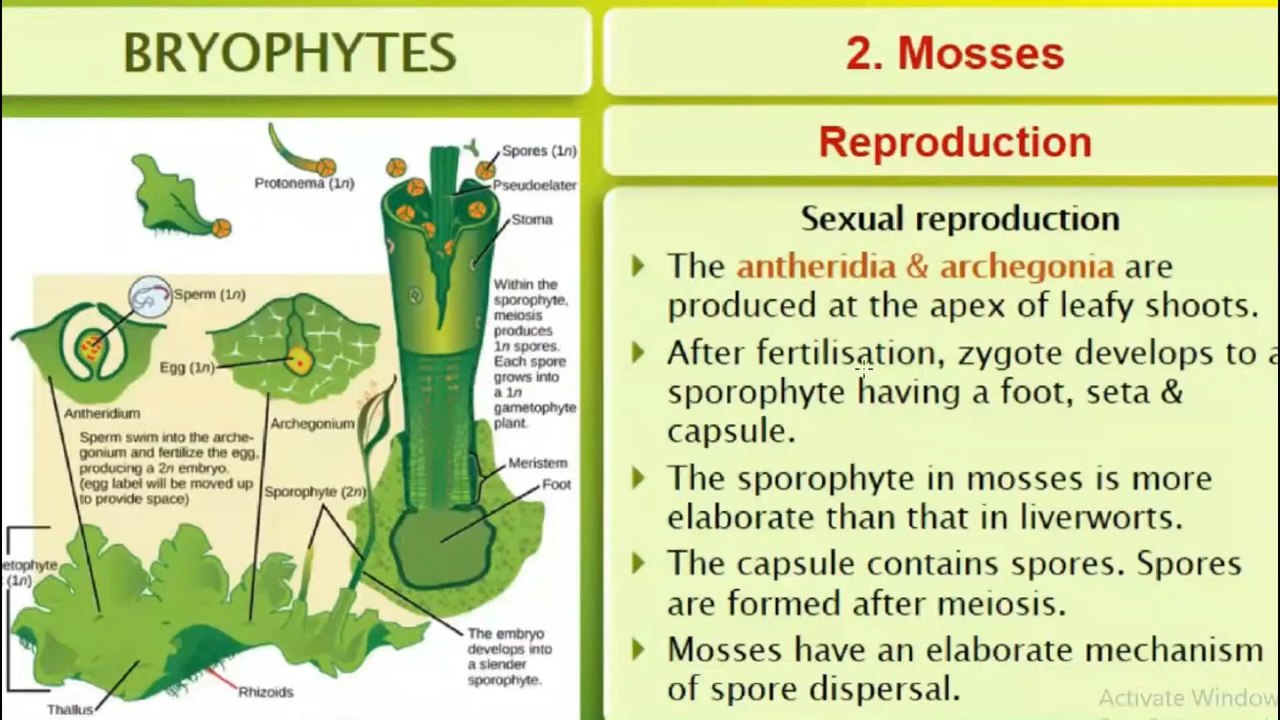 BRYOPHYTES
2. Mosses
Reproduction
Protonema (1n)
Spores (1n)
Pseudoelater
Stoma
Within the
sporophyte,
meiosis
produces
1n spores.
Each spore
grows into
a 1n
gametophyte
plant.
Sperm (1n)
Egg (1n)
Antheridium
Archegonium
Sperm swim into the arche-
gonium and fertilize the egg,
producing a 2n embryo.
(egg label will be moved up
to provide space)
Sporophyte (2n)
Meristem
Foot
etophyte
(1n)
The embryo
develops into
a slender
sporophyte.
Rhizoids
Thallus
Sexual reproduction
The antheridia & archegonia are
produced at the apex of leafy shoots.
After fertilisation, zygote develops to a
sporophyte having a foot, seta &
capsule.
The sporophyte in mosses is more
elaborate than that in liverworts.
The capsule contains spores. Spores
are formed after meiosis.
Mosses have an elaborate mechanism
of spore dispersal.
Activate Window